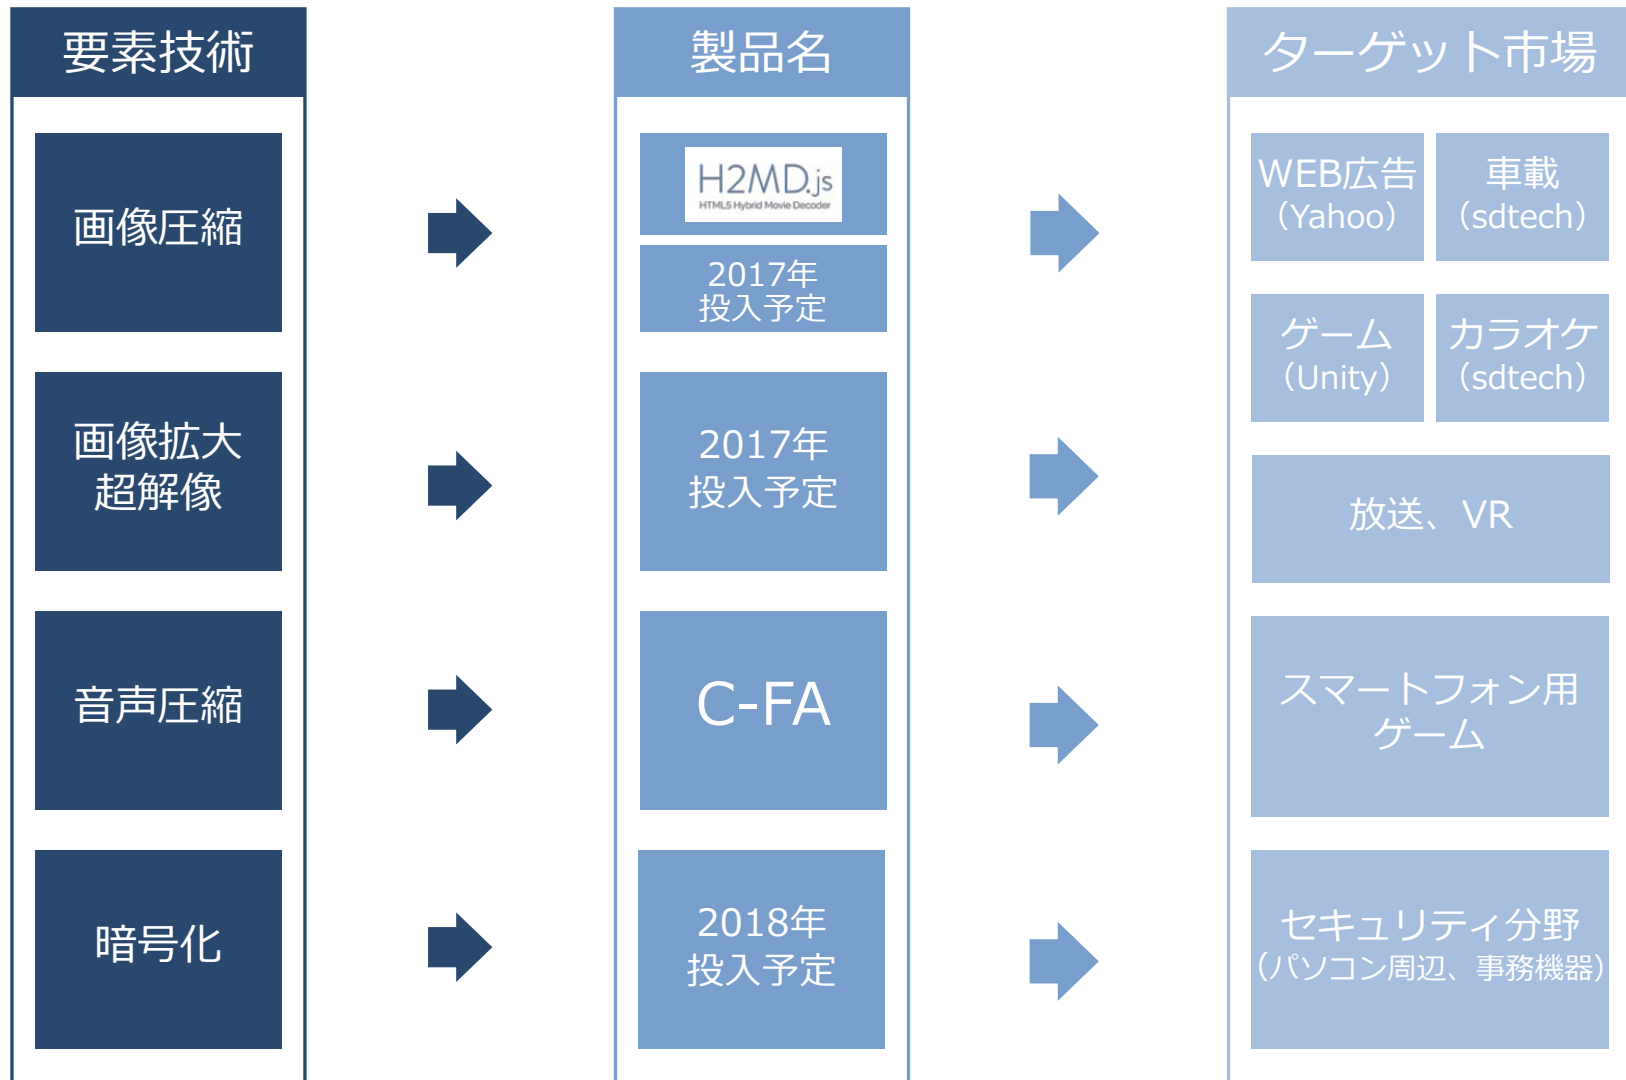 要素技術
製品名
ターゲット市場
画像圧縮
H2MD.js
HTML5 Hybrid Movie Decoder
2017年
投入予定
WEB広告
（Yahoo）
車載
（sdtech）
ゲーム
（Unity）
カラオケ
（sdtech）
画像拡大
超解像
2017年
投入予定
放送、VR
音声圧縮
C-FA
スマートフォン用
ゲーム
暗号化
2018年
投入予定
セキュリティ分野
（パソコン周辺、事務機器）